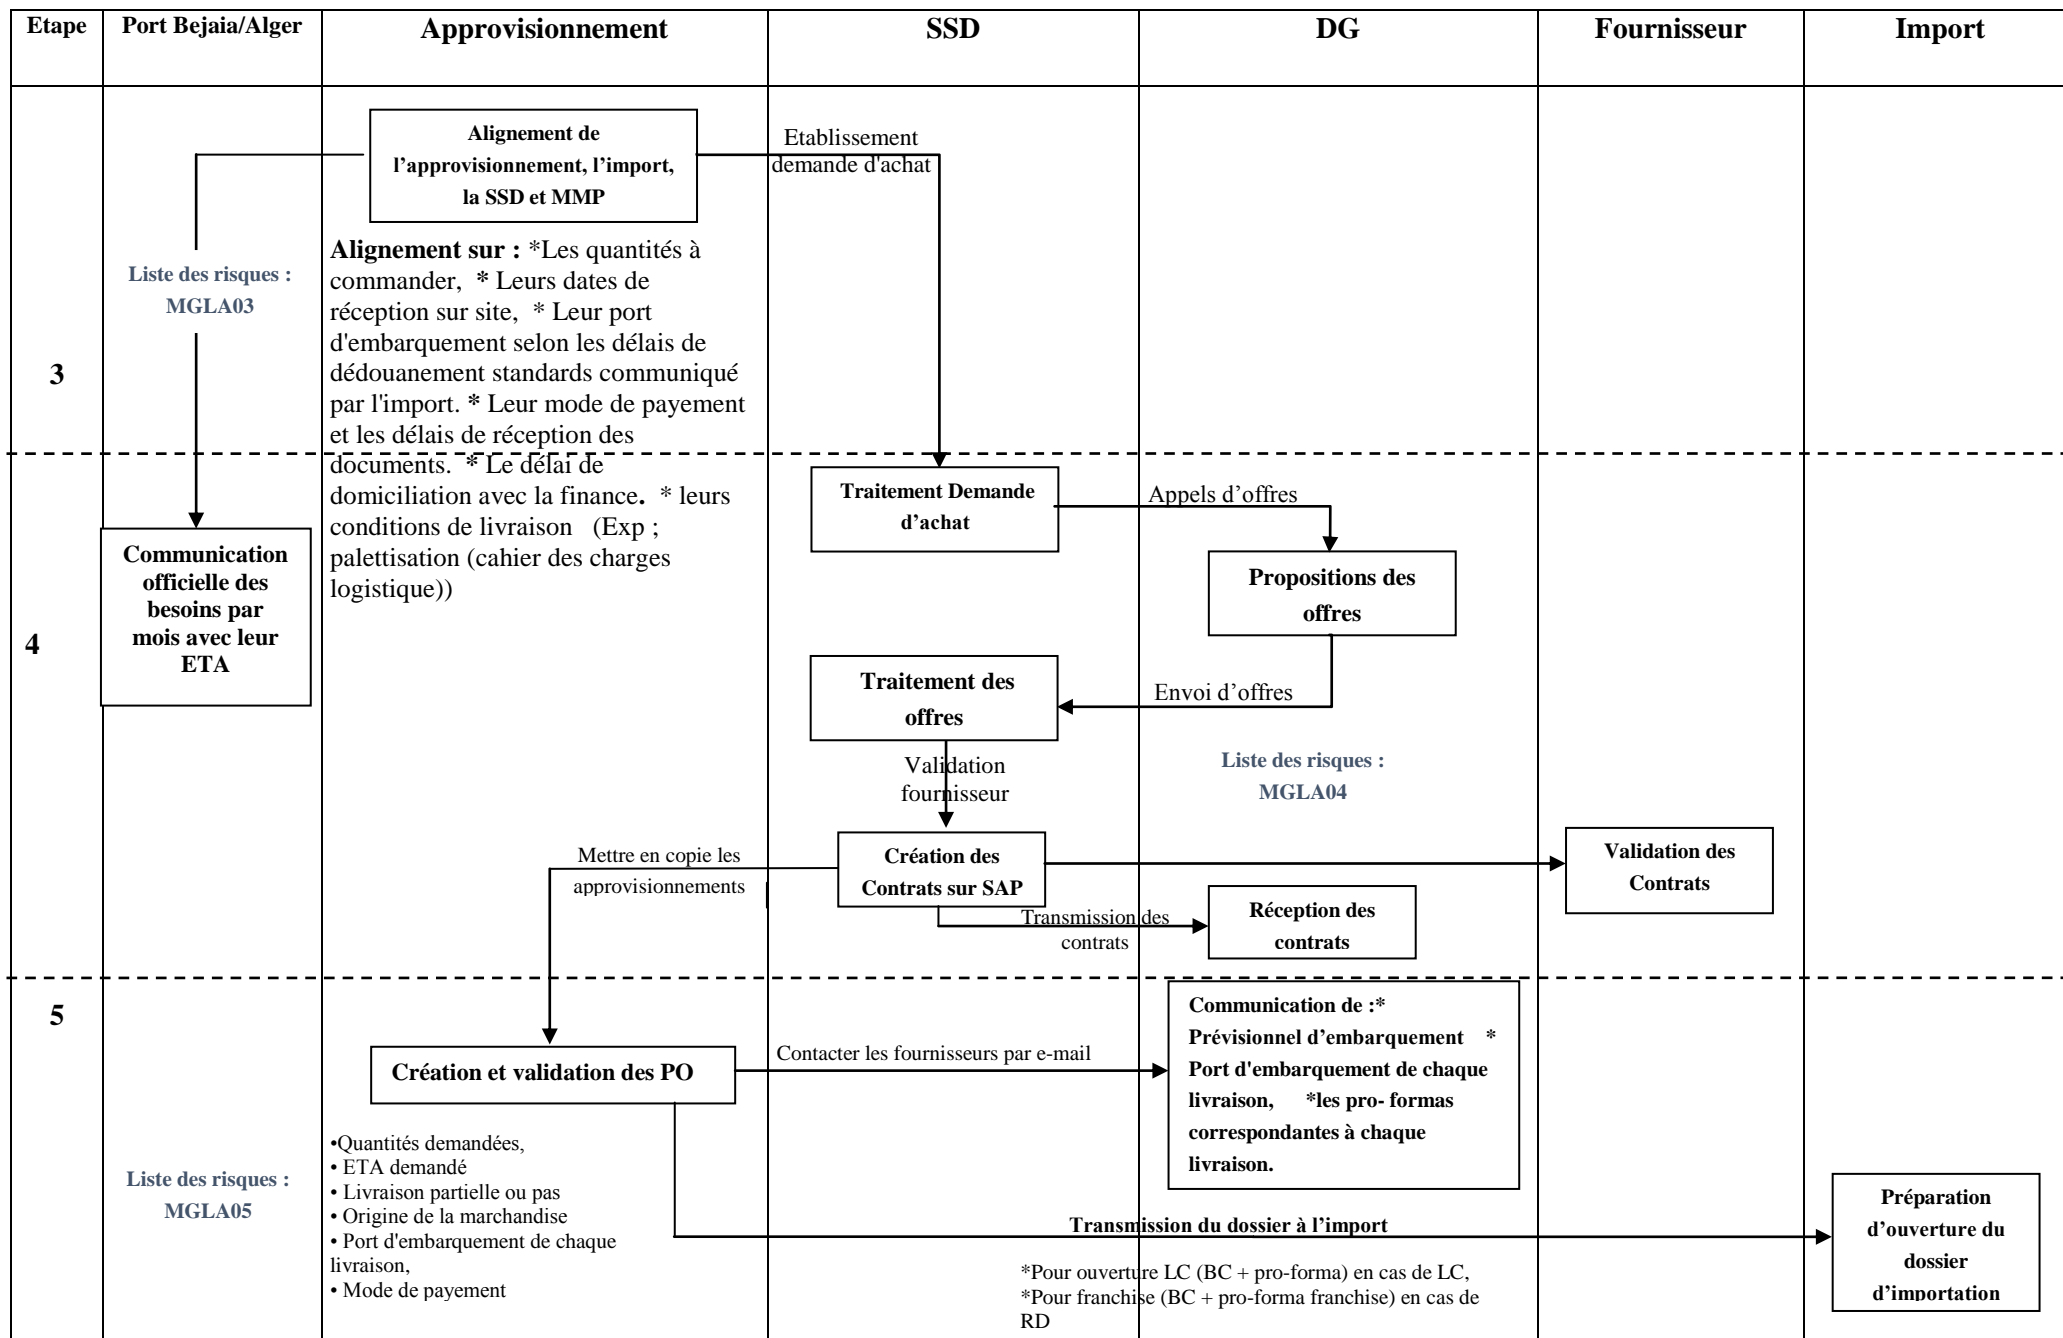 Etape
Port Bejaia/Alger
Approvisionnement
SSD
DG
Fournisseur
Import
3
Alignement de
l’approvisionnement, l’import,
la SSD et MMP
Etablissement
demande d'achat
Liste des risques :
MGLA03
Alignement sur : *Les quantités à
commander, * Leurs dates de
réception sur site, * Leur port
d'embarquement selon les délais de
dédouanement standards communiqué
par l'import. * Leur mode de payement
et les délais de réception des
documents. * Le délai de
domiciliation avec la finance. * leurs
conditions de livraison (Exp ;
palettisation (cahier des charges
logistique))
4
Communication
officielle des
besoins par
mois avec leur
ETA
Traitement Demande
d’achat
Appels d’offres
Propositions des
offres
Traitement des
offres
Envoi d’offres
Validation
fournisseur
Liste des risques :
MGLA04
Mettre en copie les
approvisionnements
Création des
Contrats sur SAP
Validation des
Contrats
Transmission des
contrats
Réception des
contrats
5
Création et validation des PO
Contacter les fournisseurs par e-mail
Communication de :*
Prévisionnel d’embarquement *
Port d'embarquement de chaque
livraison, *les pro- formas
correspondantes à chaque
livraison.
Liste des risques :
MGLA05
•Quantités demandées,
• ETA demandé
• Livraison partielle ou pas
• Origine de la marchandise
• Port d'embarquement de chaque
livraison,
• Mode de payement
Transmission du dossier à l’import
*Pour ouverture LC (BC + pro-forma) en cas de LC,
*Pour franchise (BC + pro-forma franchise) en cas de
RD
Préparation
d’ouverture du
dossier
d’importation